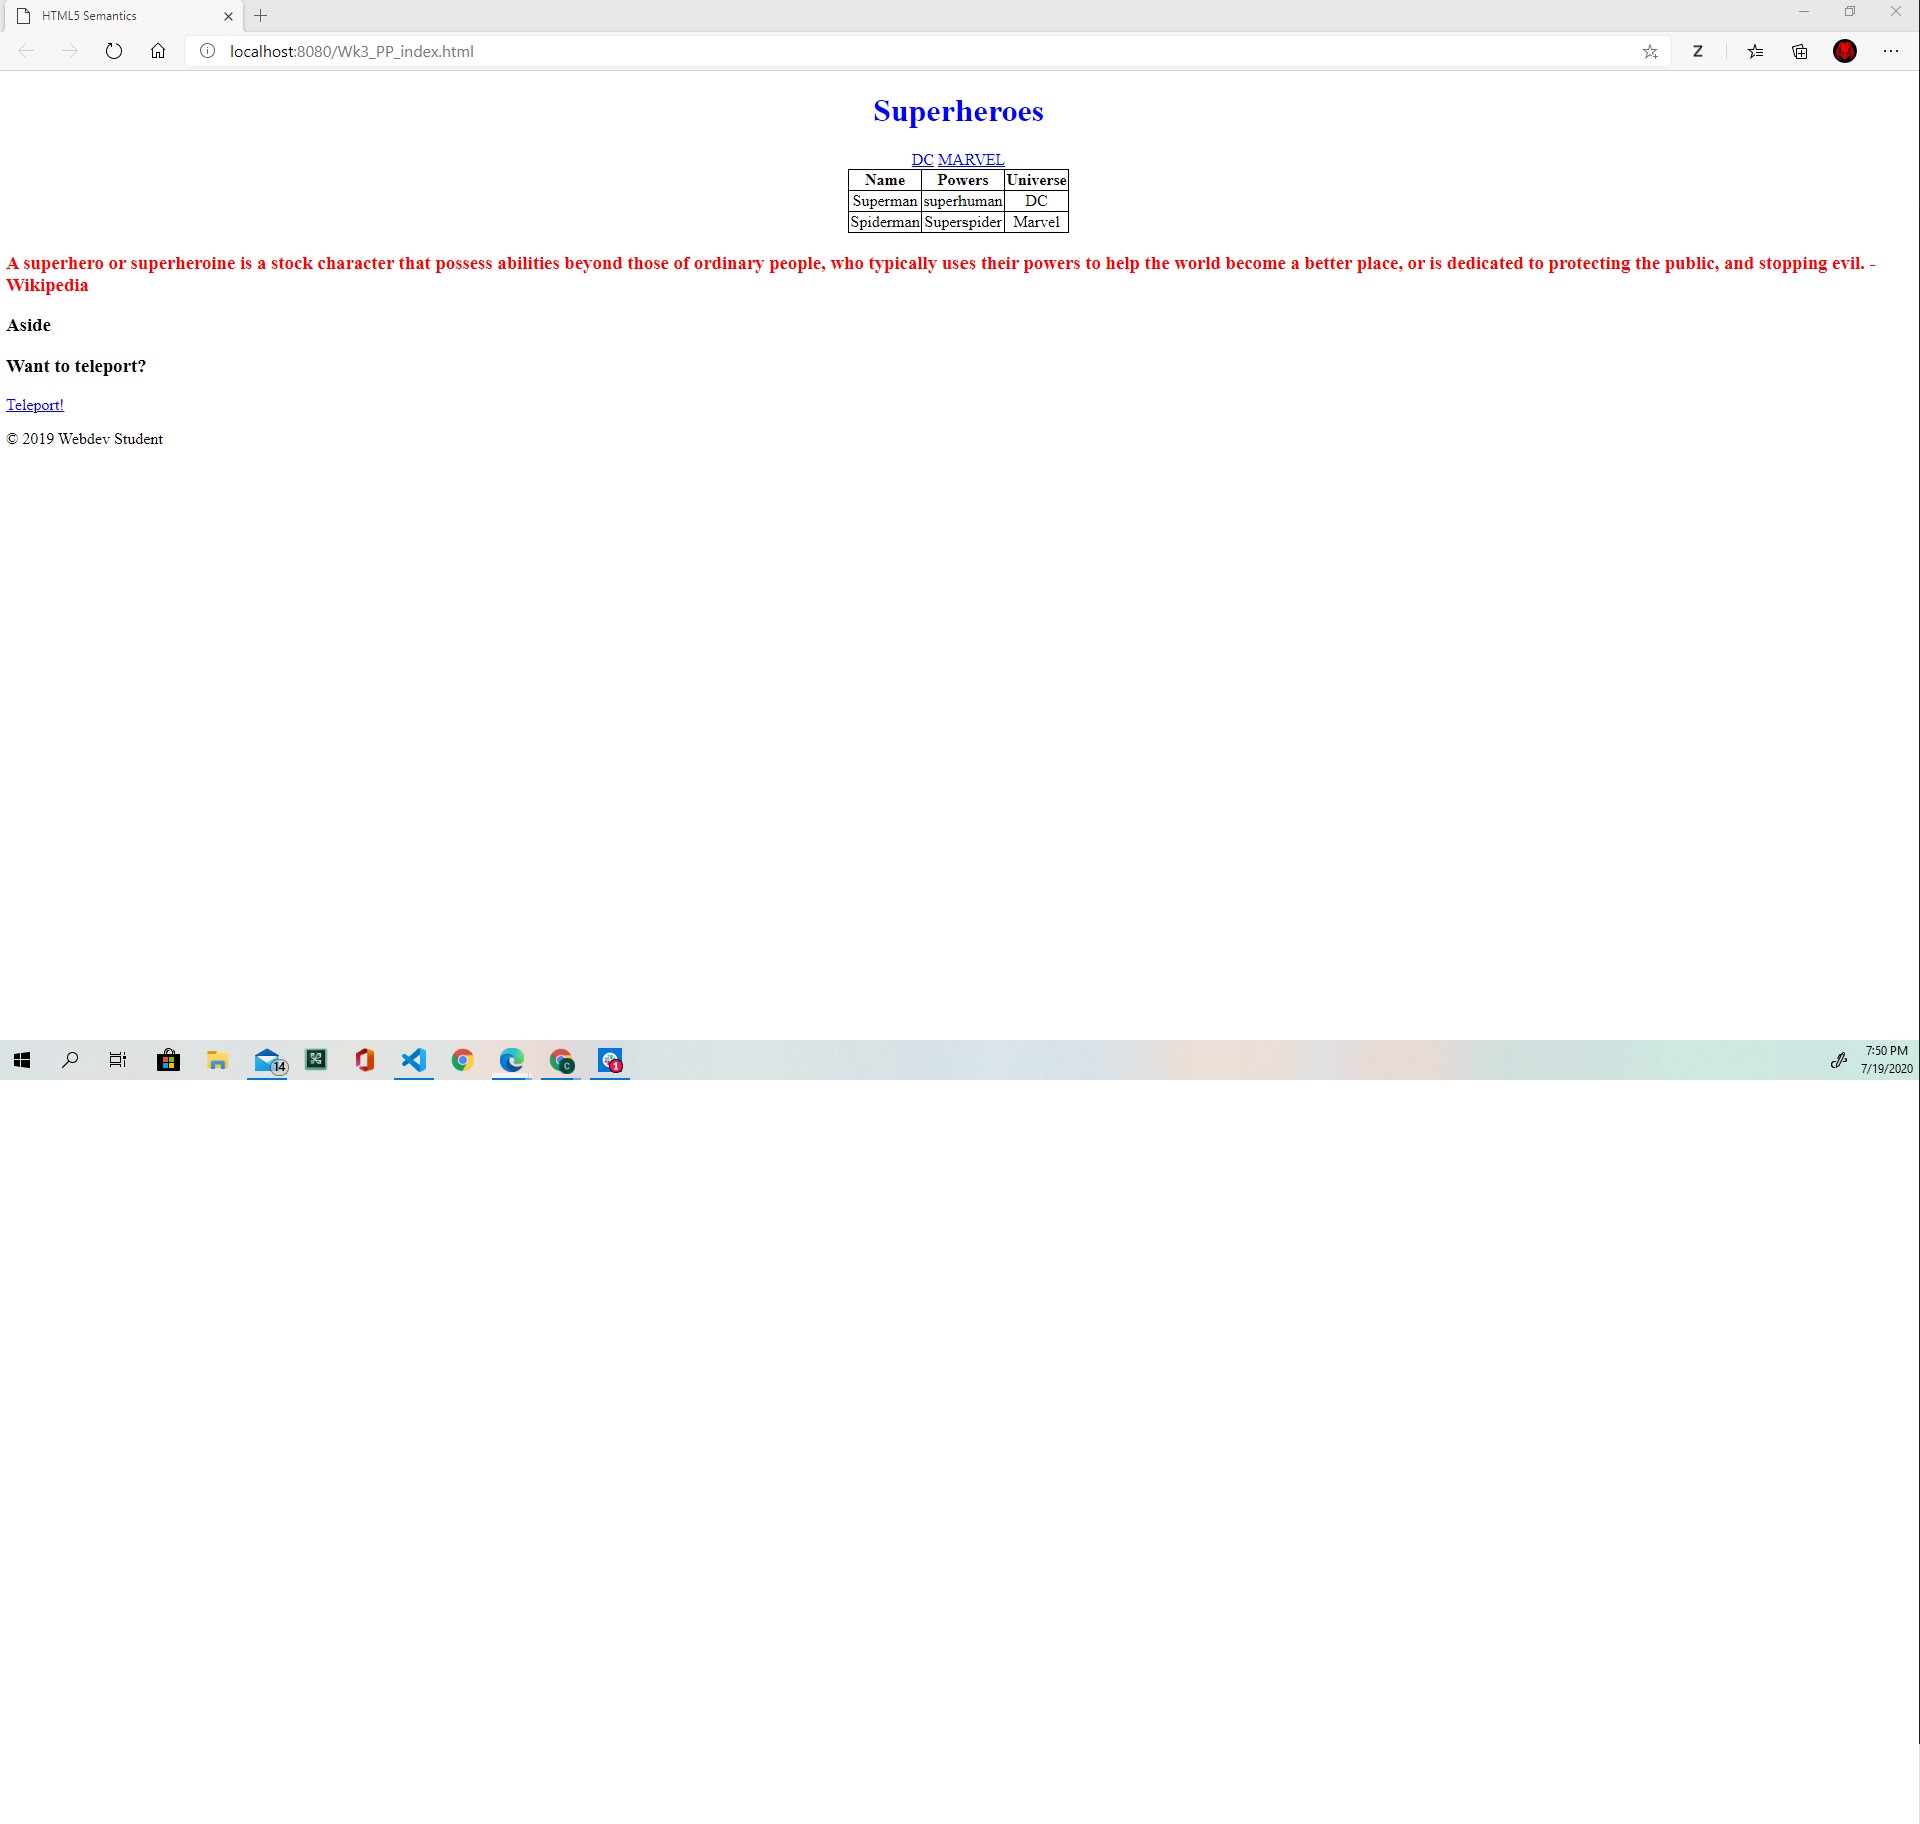 HTML5 Semantics
localhost:8080/Wk3_PP_index.html
Z
Superheroes
DC MARVEL
Name Powers Universe
Superman superhuman DC
Spiderman Superspider Marvel
A superhero or superheroine is a stock character that possess abilities beyond those of ordinary people, who typically uses their powers to help the world become a better place, or is dedicated to protecting the public, and stopping evil. -
Wikipedia
Aside
Want to teleport?
Teleport!
© 2019 Webdev Student
14
C
1
7:50 PM
7/19/2020